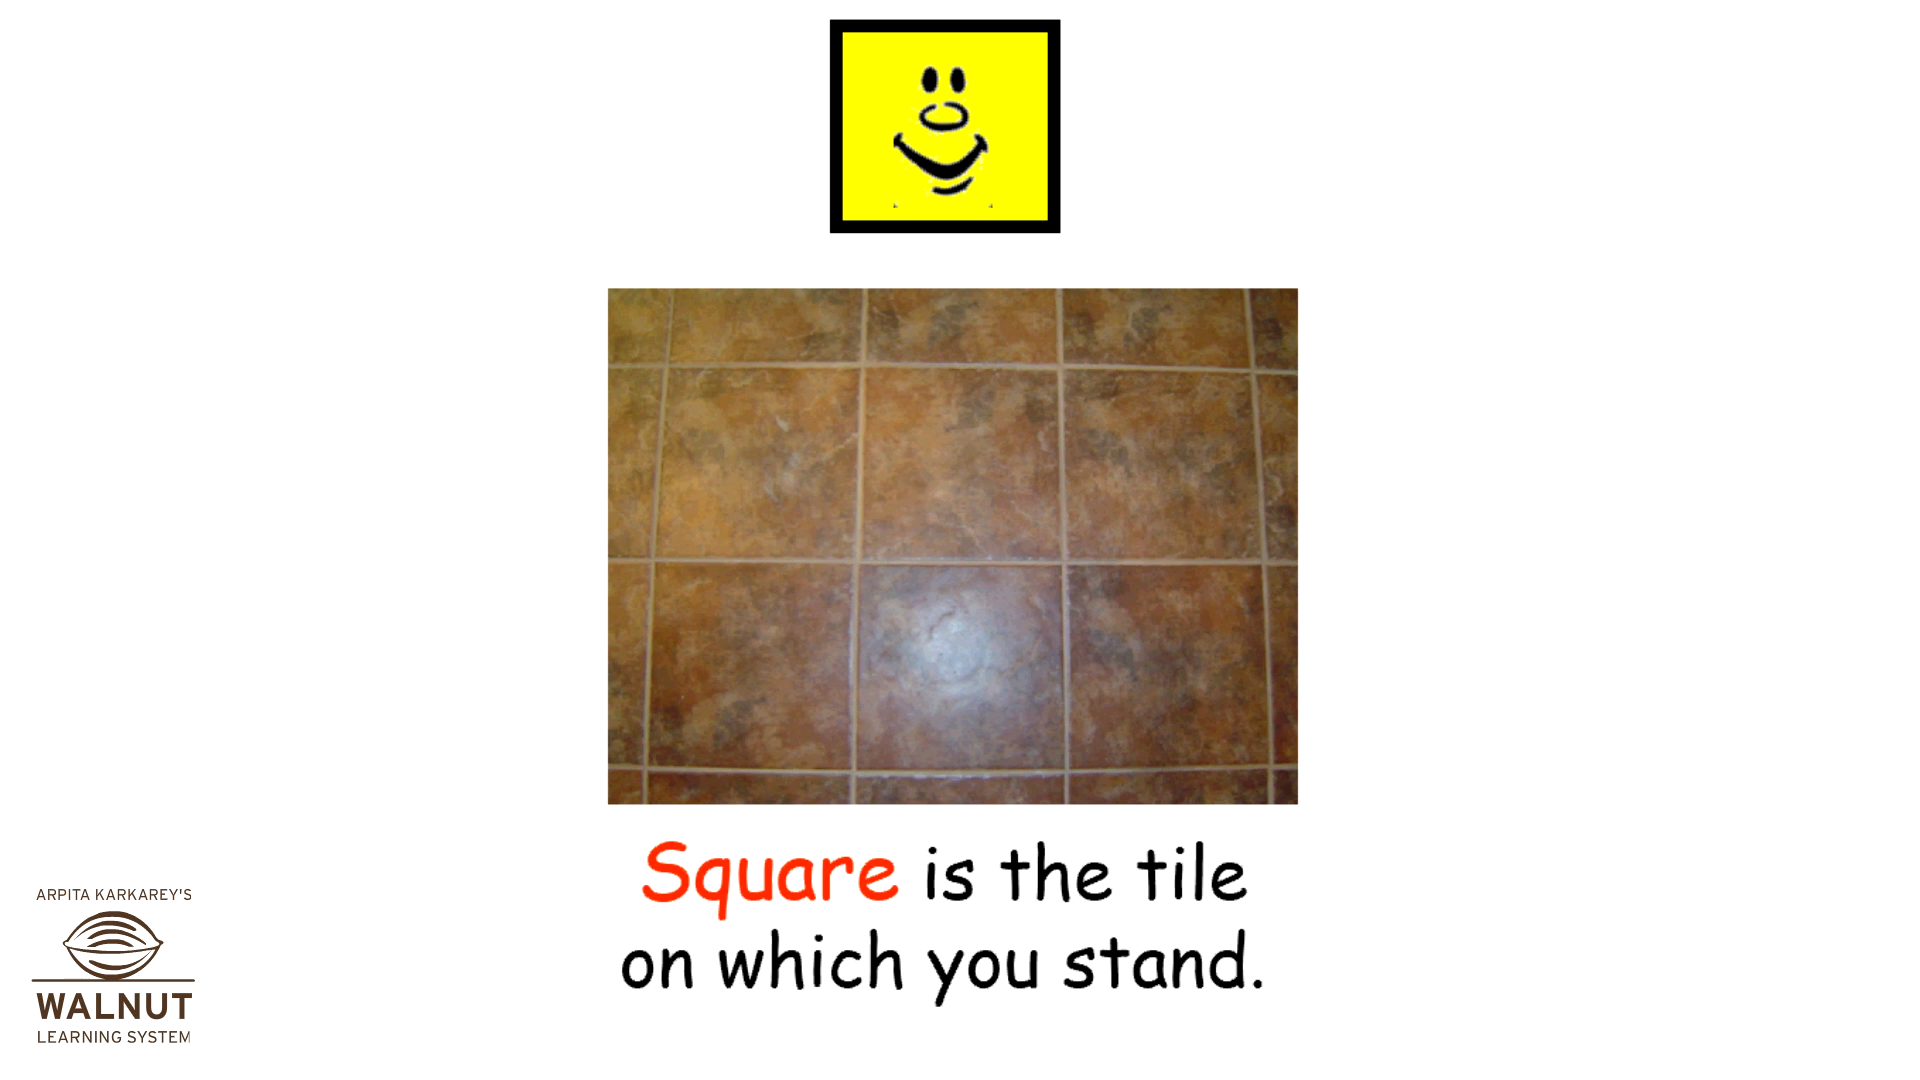 Square is the tile
on which you stand.
ARPITA KARKAREY'S
WALNUT
LEARNING SYSTEM